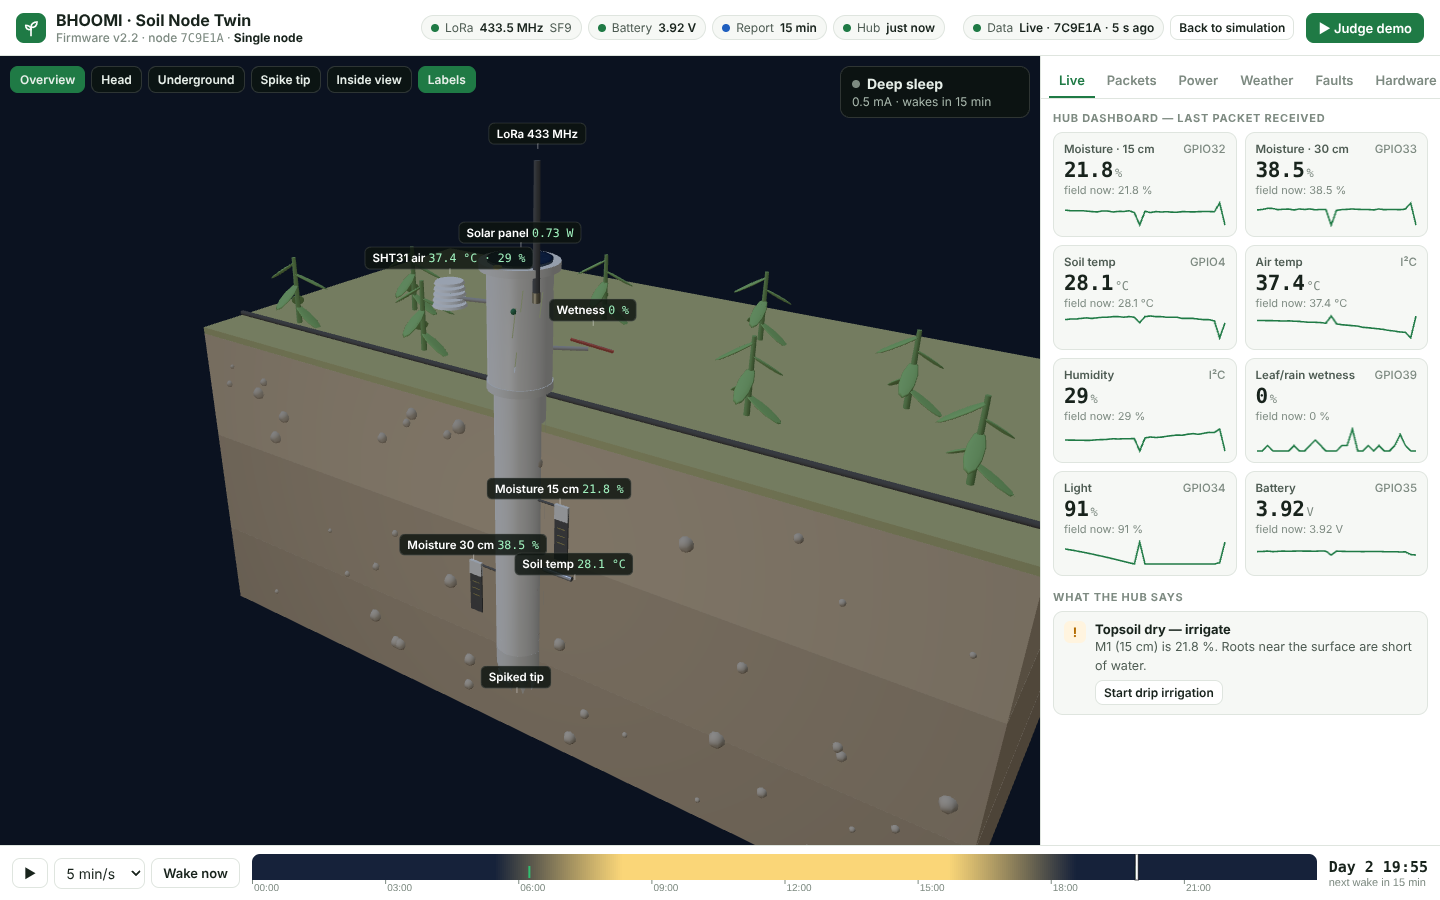 BHOOMI · Soil Node Twin
Firmware v2.2 · node 7C9E1A · Single node
LoRa 433.5 MHz SF9
Battery 3.92 V
Report 15 min
Hub just now
Data Live · 7C9E1A · 5 s ago
Back to simulation
▶ Judge demo
Overview
Head
Underground
Spike tip
Inside view
Labels
Deep sleep
0.5 mA · wakes in 15 min
LoRa 433 MHz
Solar panel 0.73 W
SHT31 air 37.4 °C · 29 %
Wetness 0 %
Moisture 15 cm 21.8 %
Moisture 30 cm 38.5 %
Soil temp 28.1 °C
Spiked tip
Live
Packets
Power
Weather
Faults
Hardware
HUB DASHBOARD — LAST PACKET RECEIVED
Moisture · 15 cm GPIO32
21.8 %
field now: 21.8 %
Moisture · 30 cm GPIO33
38.5 %
field now: 38.5 %
Soil temp GPIO4
28.1 °C
field now: 28.1 °C
Air temp I²C
37.4 °C
field now: 37.4 °C
Humidity I²C
29 %
field now: 29 %
Leaf/rain wetness GPIO39
0 %
field now: 0 %
Light GPIO34
91 %
field now: 91 %
Battery GPIO35
3.92 V
field now: 3.92 V
WHAT THE HUB SAYS
!
Topsoil dry — irrigate
M1 (15 cm) is 21.8 %. Roots near the surface are short
of water.
Start drip irrigation
▶
5 min/s
Wake now
00:00
03:00
06:00
09:00
12:00
15:00
18:00
21:00
Day 2 19:55
next wake in 15 min